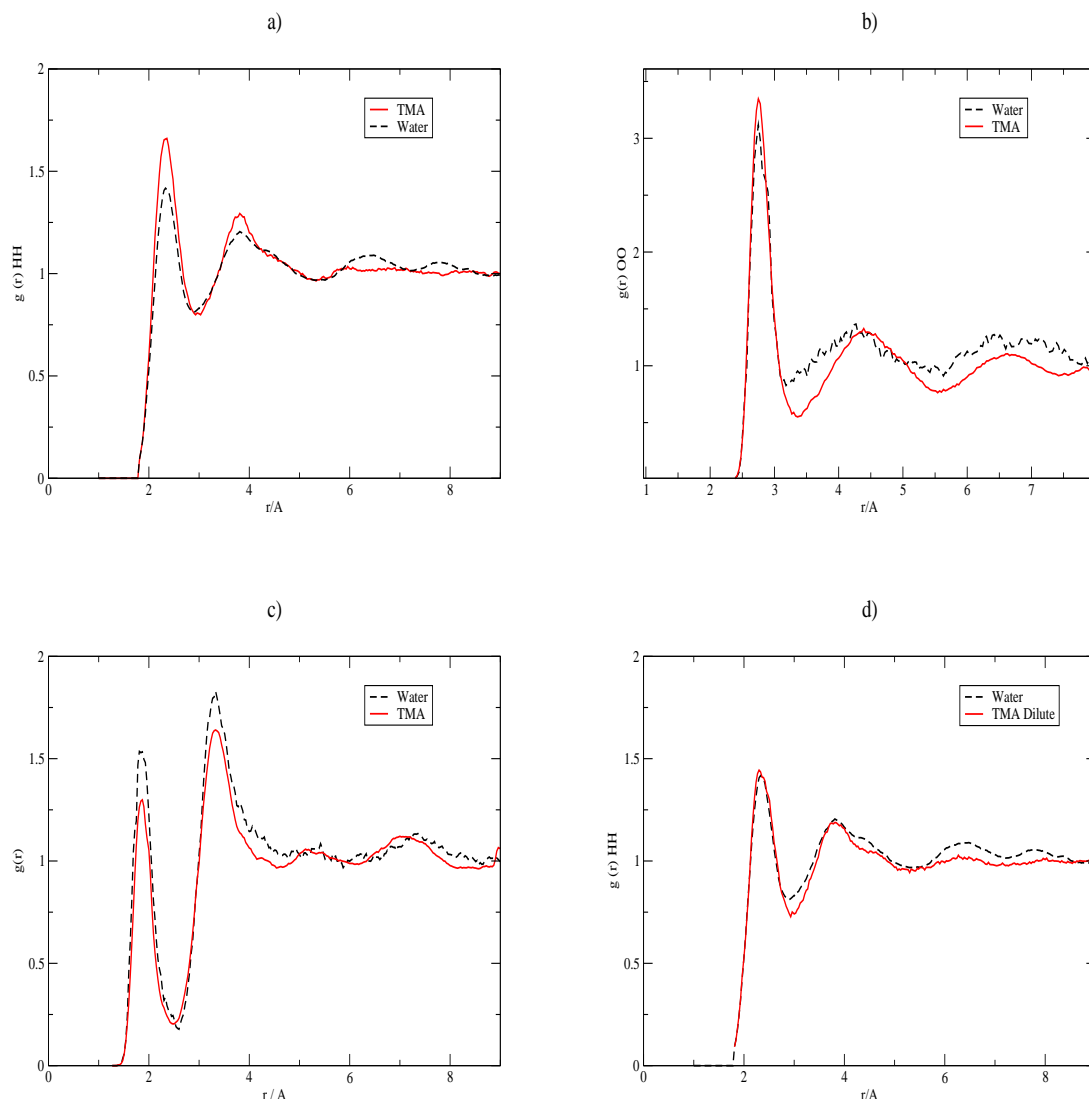 a)
2
1.5
1
0.5
0
g (r) HH
TMA
Water
0 2 4 6 8
r/A
b)
3
2
1
g(r) OO
Water
TMA
1 2 3 4 5 6 7
r/A
c)
2
1.5
1
0.5
0
g(r)
Water
TMA
0 2 4 6 8
r / A
d)
2
1.5
1
0.5
0
g (r) HH
Water
TMA Dilute
0 2 4 6 8
r/A